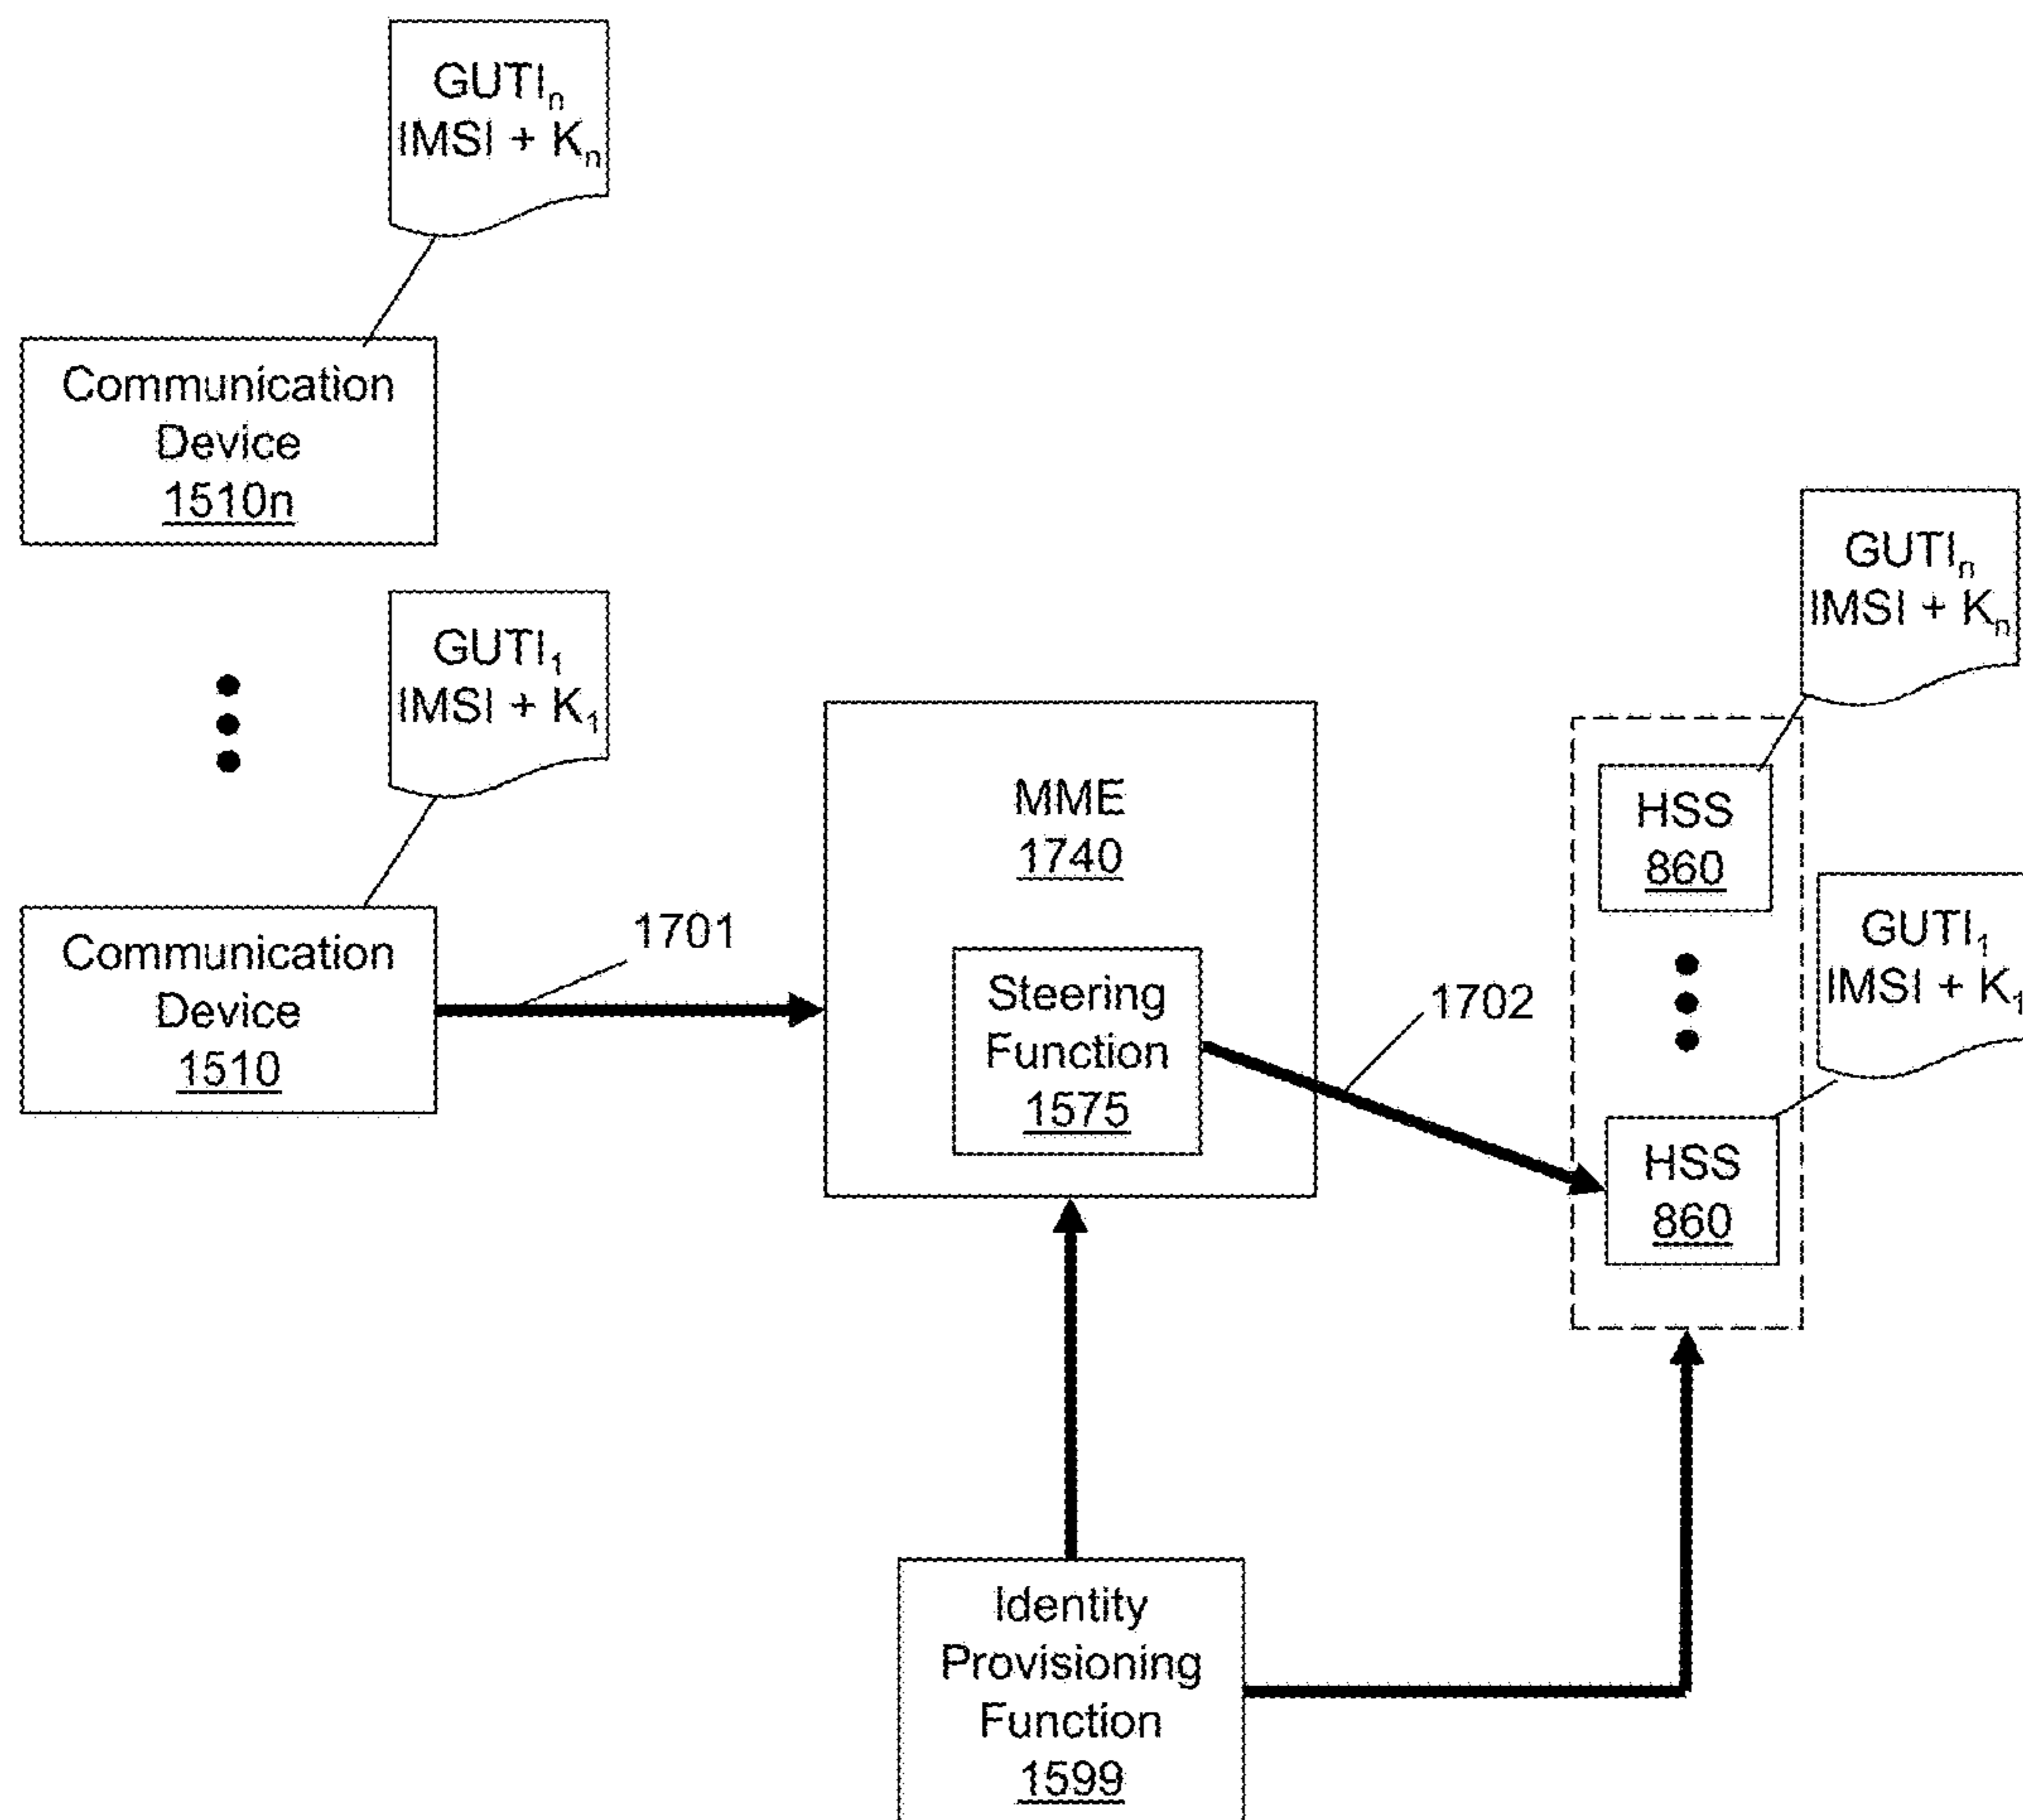 GUTIn
IMSI + Kn
Communication
Device
1510n
GUTI1
IMSI + K1
Communication
Device
1510
1701
MME
1740
Steering
Function
1575
1702
GUTIn
IMSI + Kn
HSS
860
GUTI1
IMSI + K1
HSS
860
Identity
Provisioning
Function
1599